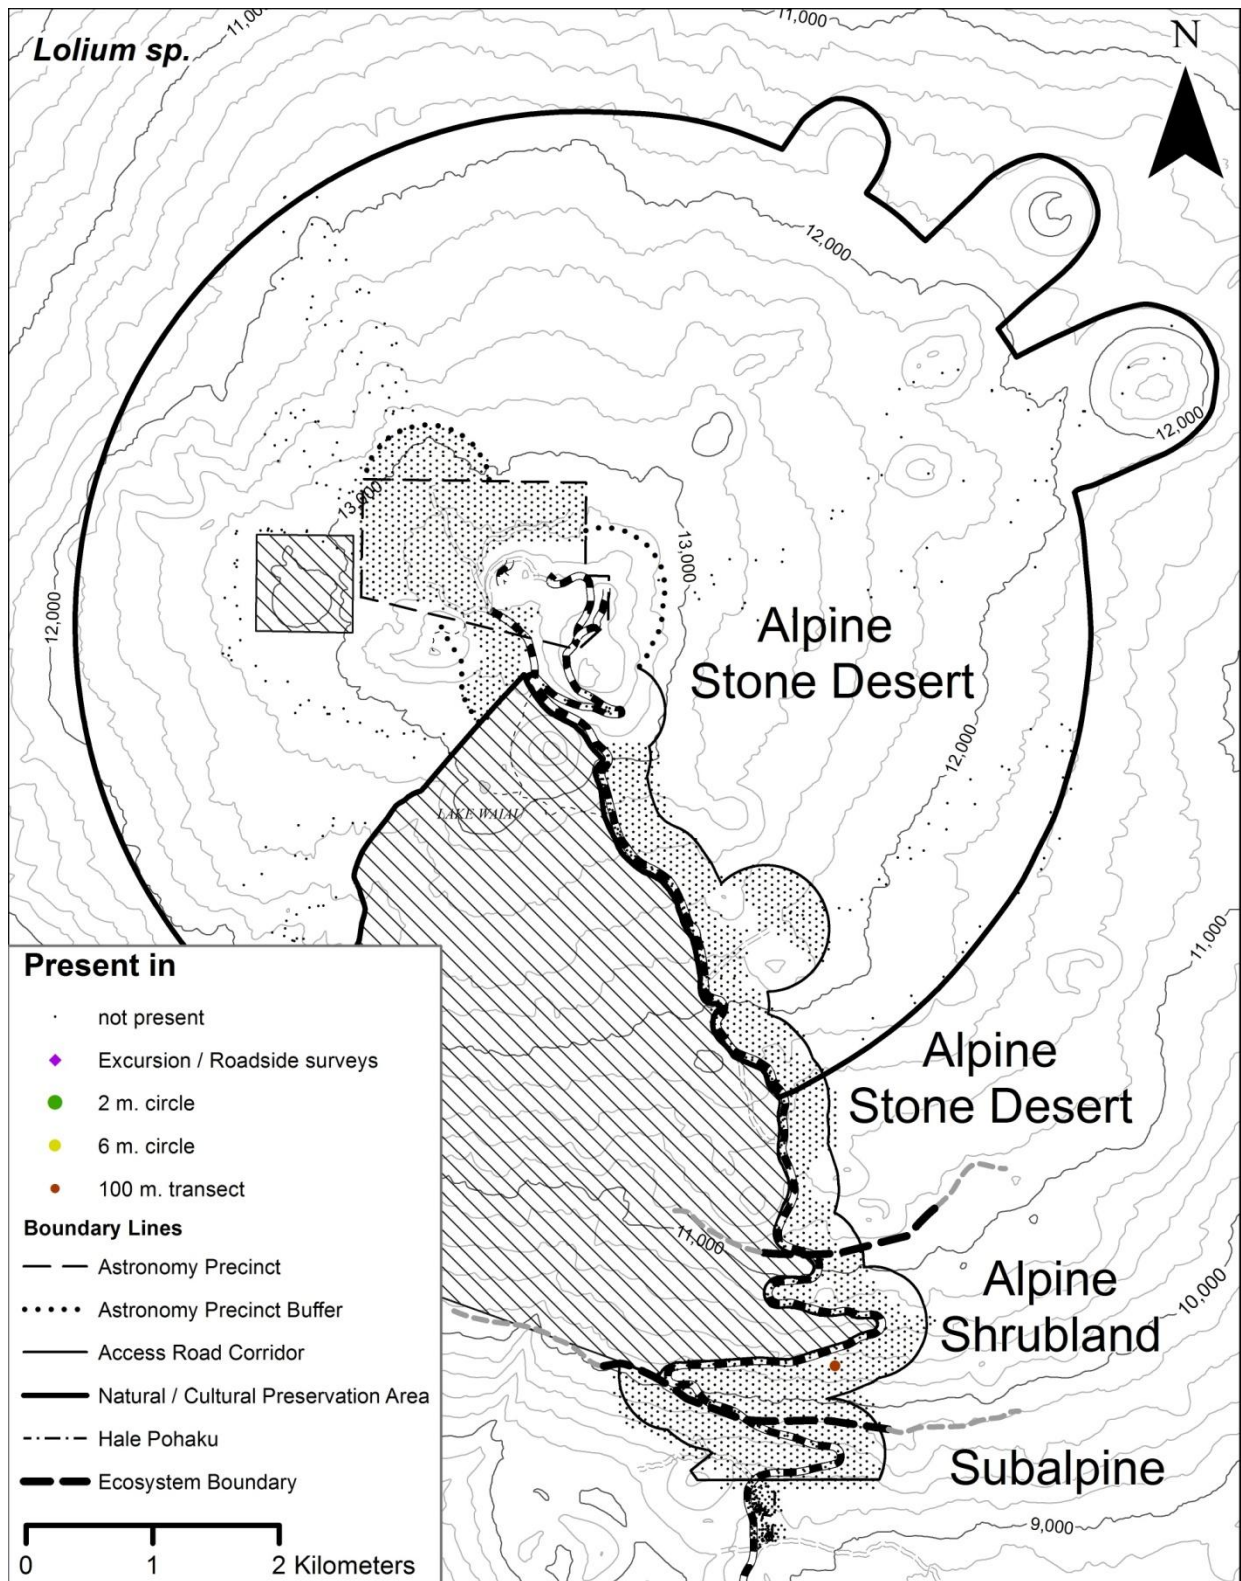 11,000
11,000
Lolium sp.
N
12,000
12,000
13,000
13,000
12,000
Alpine
Stone Desert
12,000
LAKE WAIAU
11,000
Present in
not present
Excursion / Roadside surveys
2 m. circle
6 m. circle
100 m. transect
Boundary Lines
Astronomy Precinct
Astronomy Precinct Buffer
Access Road Corridor
Natural / Cultural Preservation Area
Hale Pohaku
Ecosystem Boundary
0 1 2 Kilometers
Alpine
Stone Desert
11,000
Alpine
Shrubland
10,000
Subalpine
9,000